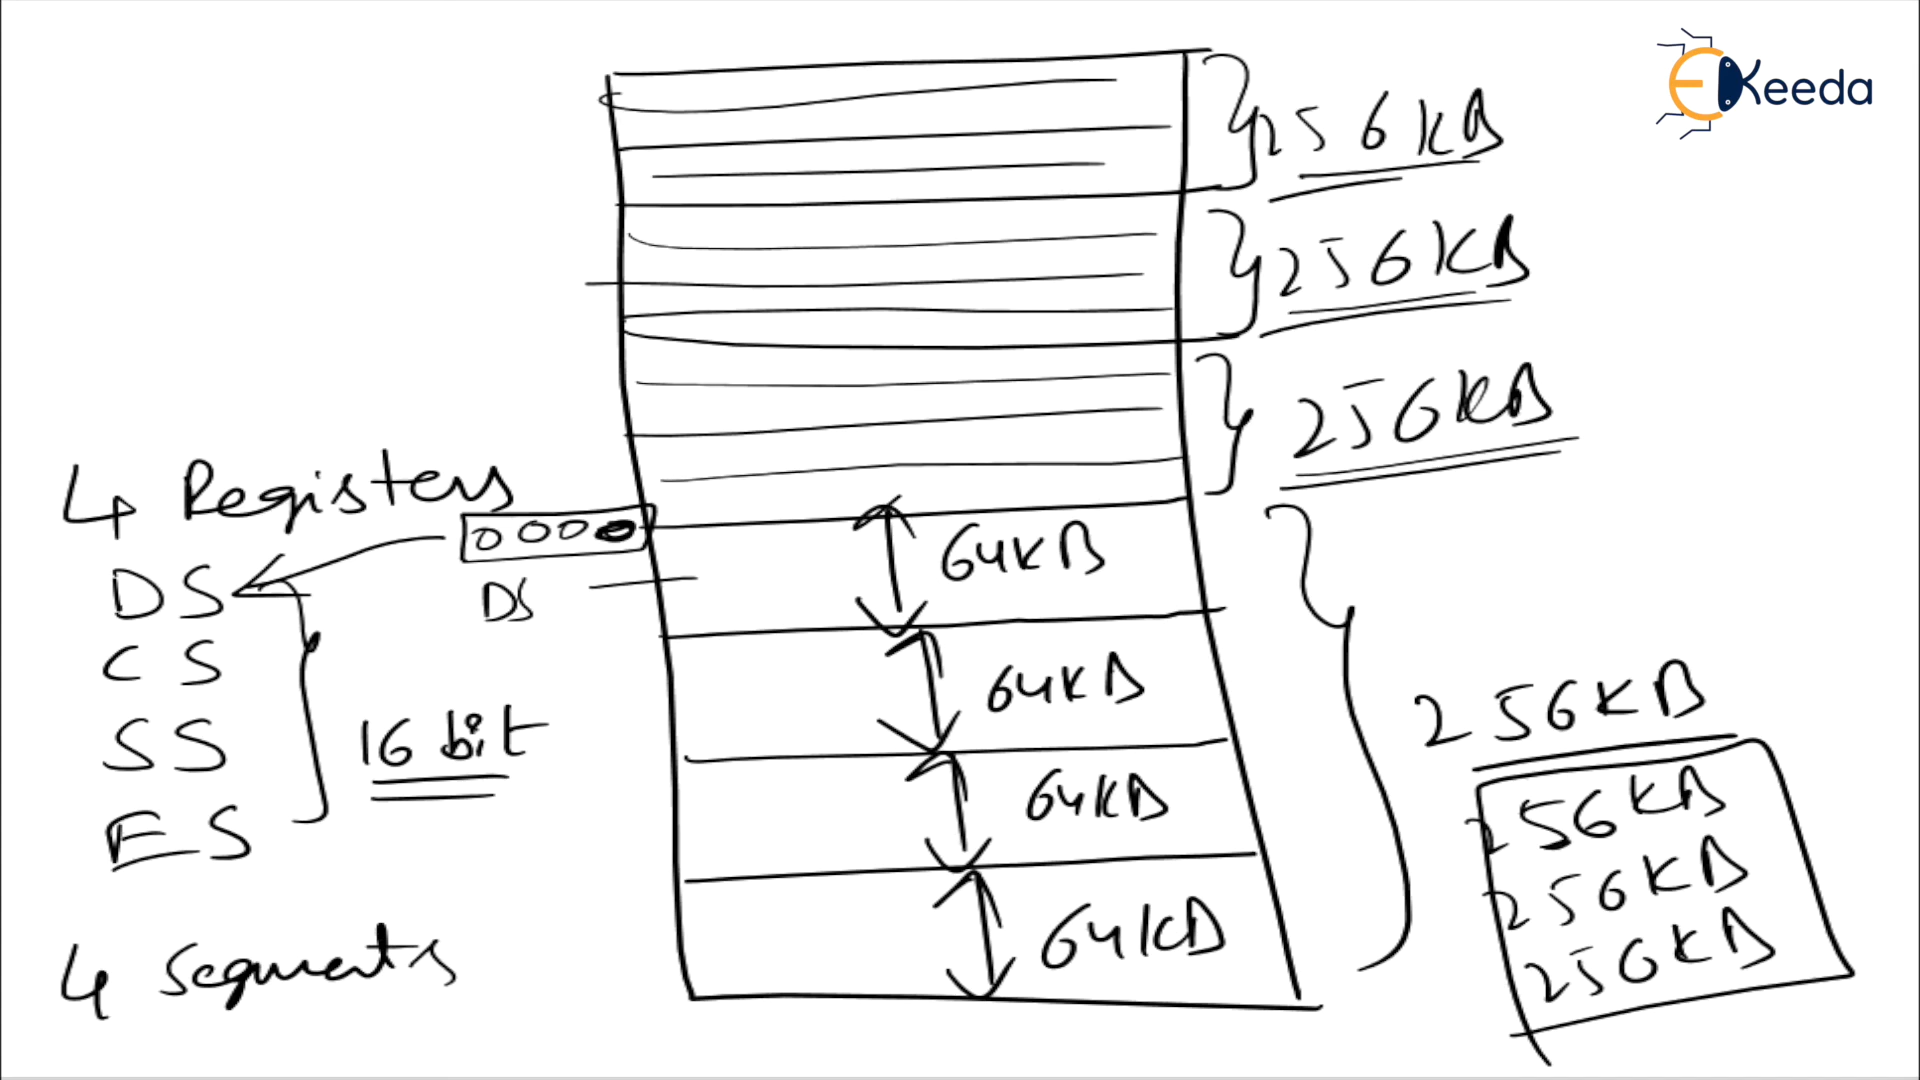 EKeeda
256KB
256KB
256KB
4 Registers
0000
DS
DS
CS
SS
ES
16 bit
4 Segments
64KB
64KB
64KB
64KB
256KB
256KB
256KB
256KB